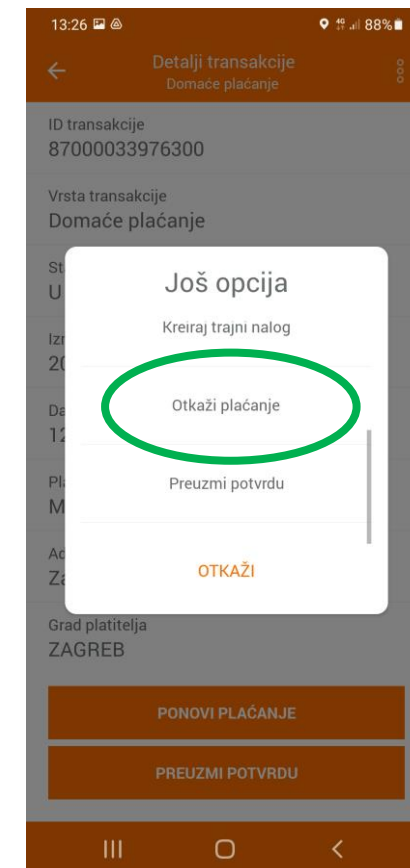 13:26 88%
Detalji transakcije
Domaće plaćanje
ID transakcije
87000033976300
Vrsta transakcije
Domaće plaćanje
Još opcija
Kreiraj trajni nalog
Otkaži plaćanje
Preuzmi potvrdu
OTKAŽI
Grad platitelja
ZAGREB
PONOVI PLAĆANJE
PREUZMI POTVRDU